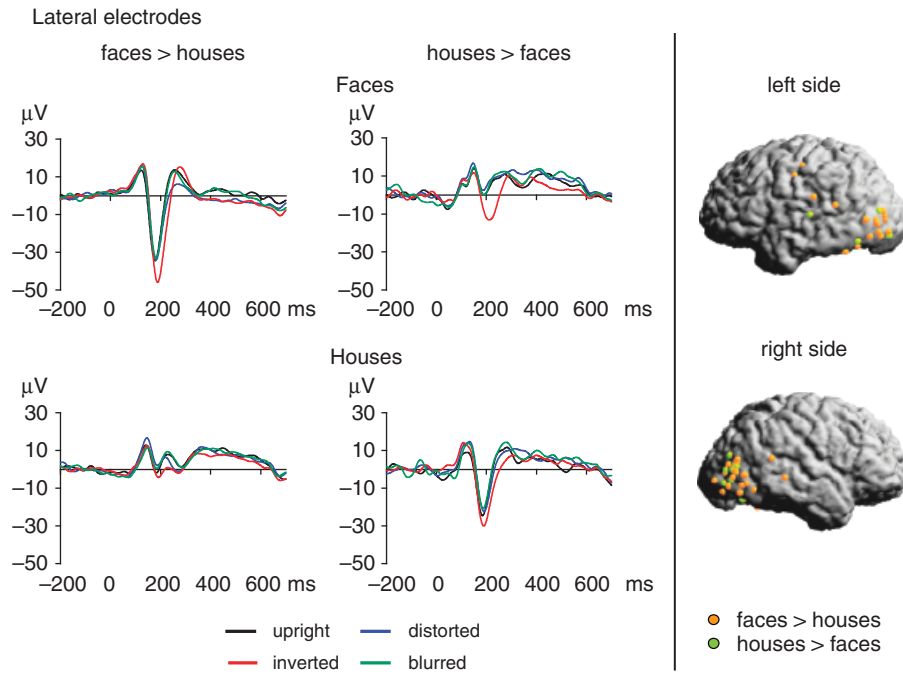 Lateral electrodes
faces > houses
houses > faces
Faces
μV
30
10
−10
−30
−50
−200 0 200 400 600 ms
μV
30
10
−10
−30
−50
−200 0 200 400 600 ms
Houses
μV
30
10
−10
−30
−50
−200 0 200 400 600 ms
μV
30
10
−10
−30
−50
−200 0 200 400 600 ms
upright
distorted
inverted
blurred
left side
right side
faces > houses
houses > faces